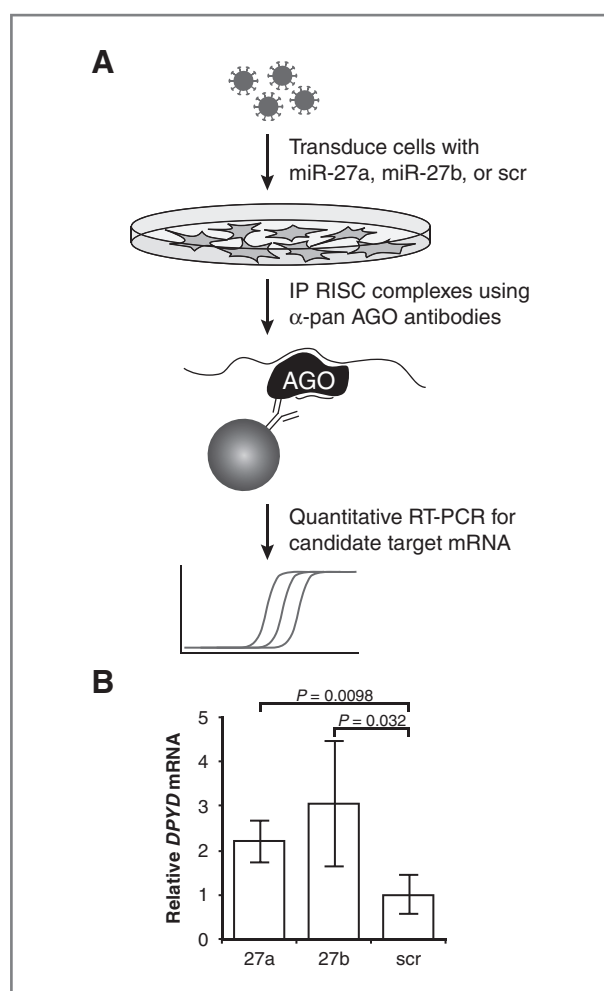 A
Transduce cells with
miR-27a, miR-27b, or scr
IP RISC complexes using
α-pan AGO antibodies
AGO
Quantitative RT-PCR for
candidate target mRNA
B
P = 0.0098
P = 0.032
Relative DPYD mRNA
5
4
3
2
1
0
27a 27b scr